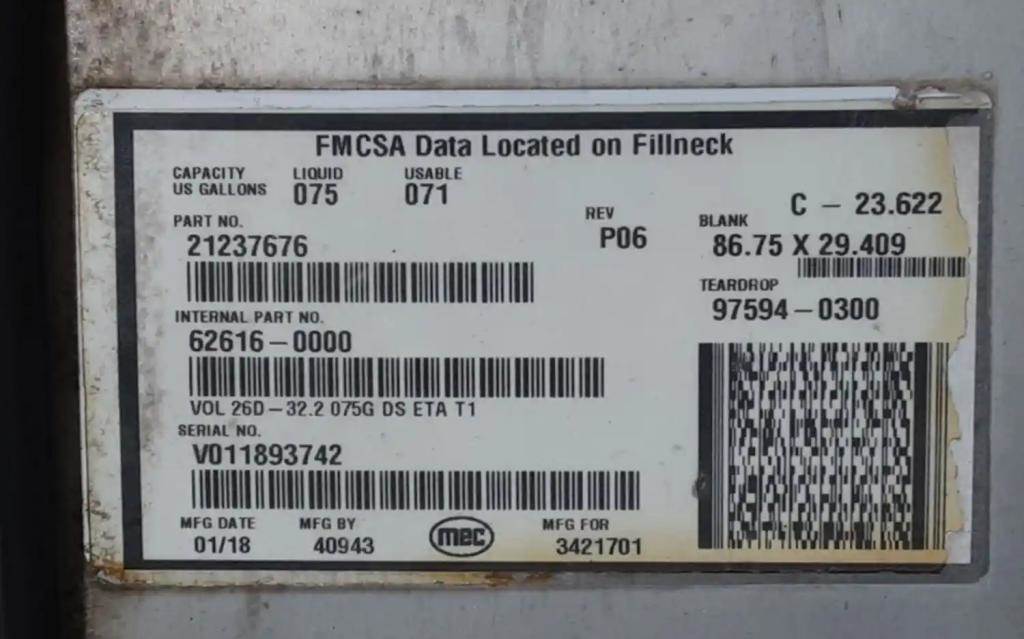 FMCSA Data Located on Fillneck
CAPACITY US GALLONS
LIQUID 075
USABLE 071
PART NO.
21237676
REV
P06
C – 23.622
BLANK
86.75 X 29.409
TEARDROP
97594 – 0300
INTERNAL PART NO.
62616 – 0000
VOL 26D – 32.2 075G DS ETA T1
SERIAL NO.
V011893742
MFG DATE
01/18
MFG BY
40943
mec
MFG FOR
3421701